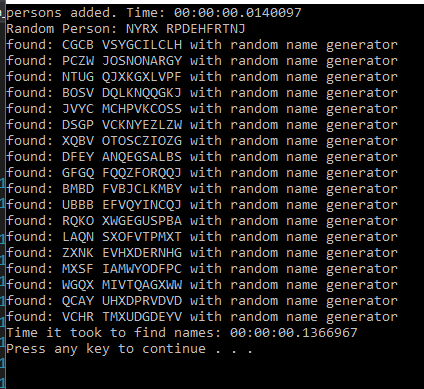 persons added. Time: 00:00:00.0140097
Random Person: NYRX RPDEHFRTNJ
found: CGCB VSYGCILCLH with random name generator
found: PCZW JOSNONARGY with random name generator
found: NTUG QJXKGXLVPF with random name generator
found: BOSV DQLKNQQGKJ with random name generator
found: JVYC MCHPVKCOSS with random name generator
found: DSGP VCKNYEZLZW with random name generator
found: XQBV OTOSCZIOZG with random name generator
found: DFEY ANQEGSALBS with random name generator
found: GFGQ FQQZFORQQJ with random name generator
found: BMBD FVBJCLKMBY with random name generator
found: UBBB EFVQYINCQJ with random name generator
found: RQKO XWGEGUSPBA with random name generator
found: LAQN SXOFVTPMXT with random name generator
found: ZXNK EVHXDERNHG with random name generator
found: MXSF IAMWYODFPC with random name generator
found: WGQX MIVTQAGXWW with random name generator
found: QCAY UHXDPRVDVD with random name generator
found: VCHR TMXUDGDEYV with random name generator
Time it took to find names: 00:00:00.1366967
Press any key to continue . . .